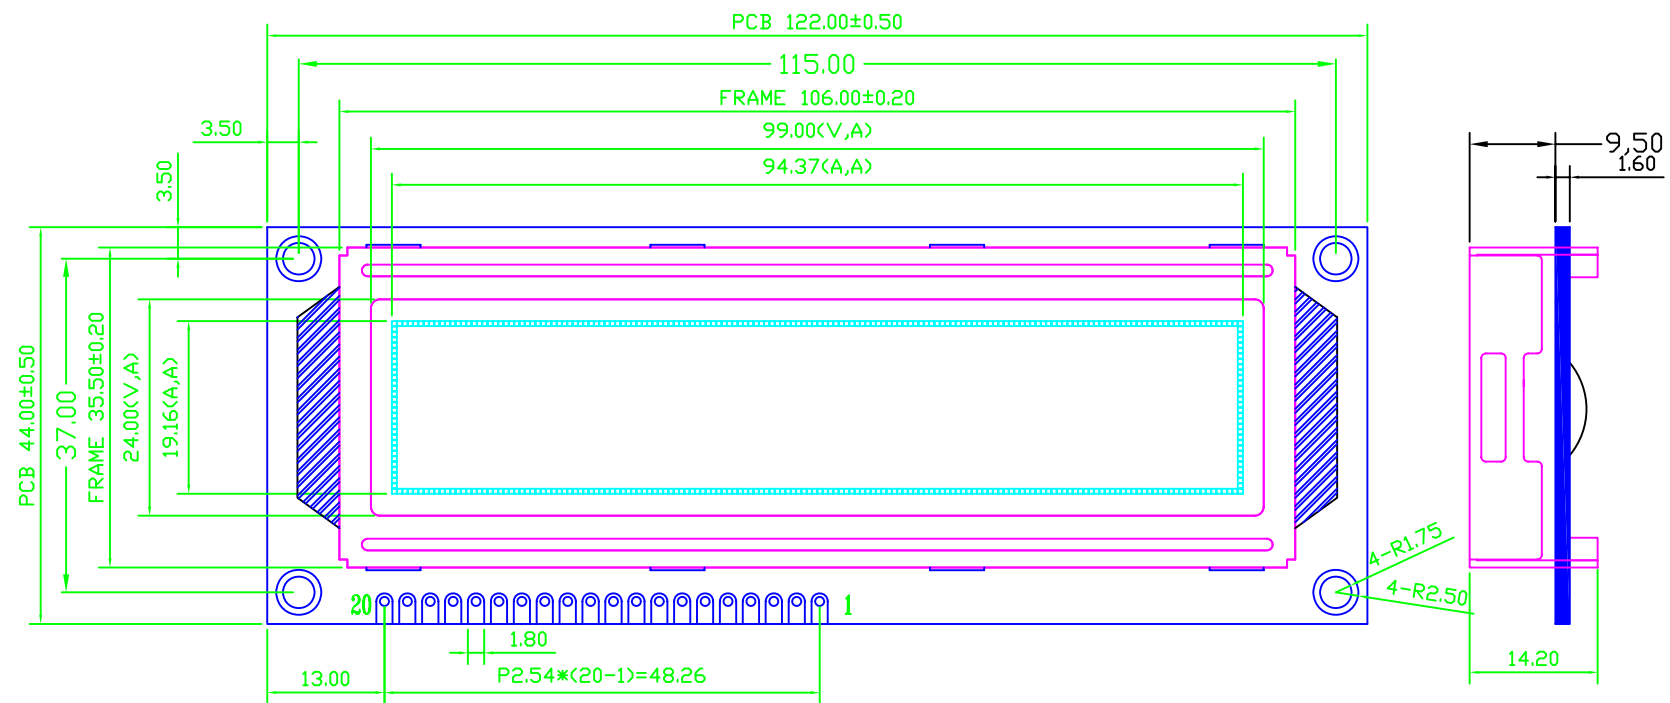 PCB 122.00±0.50
115.00
FRAME 106.00±0.20
99.00(V,A)
94.37(A,A)
3.50
3.50
9,50
1.60
PCB 44.00±0.50
37.00
FRAME 35.50±0.20
24.00(V,A)
19.16(A,A)
4-R1.75
4-R2.50
20
1
1.80
P2.54*(20-1)=48.26
13.00
14.20